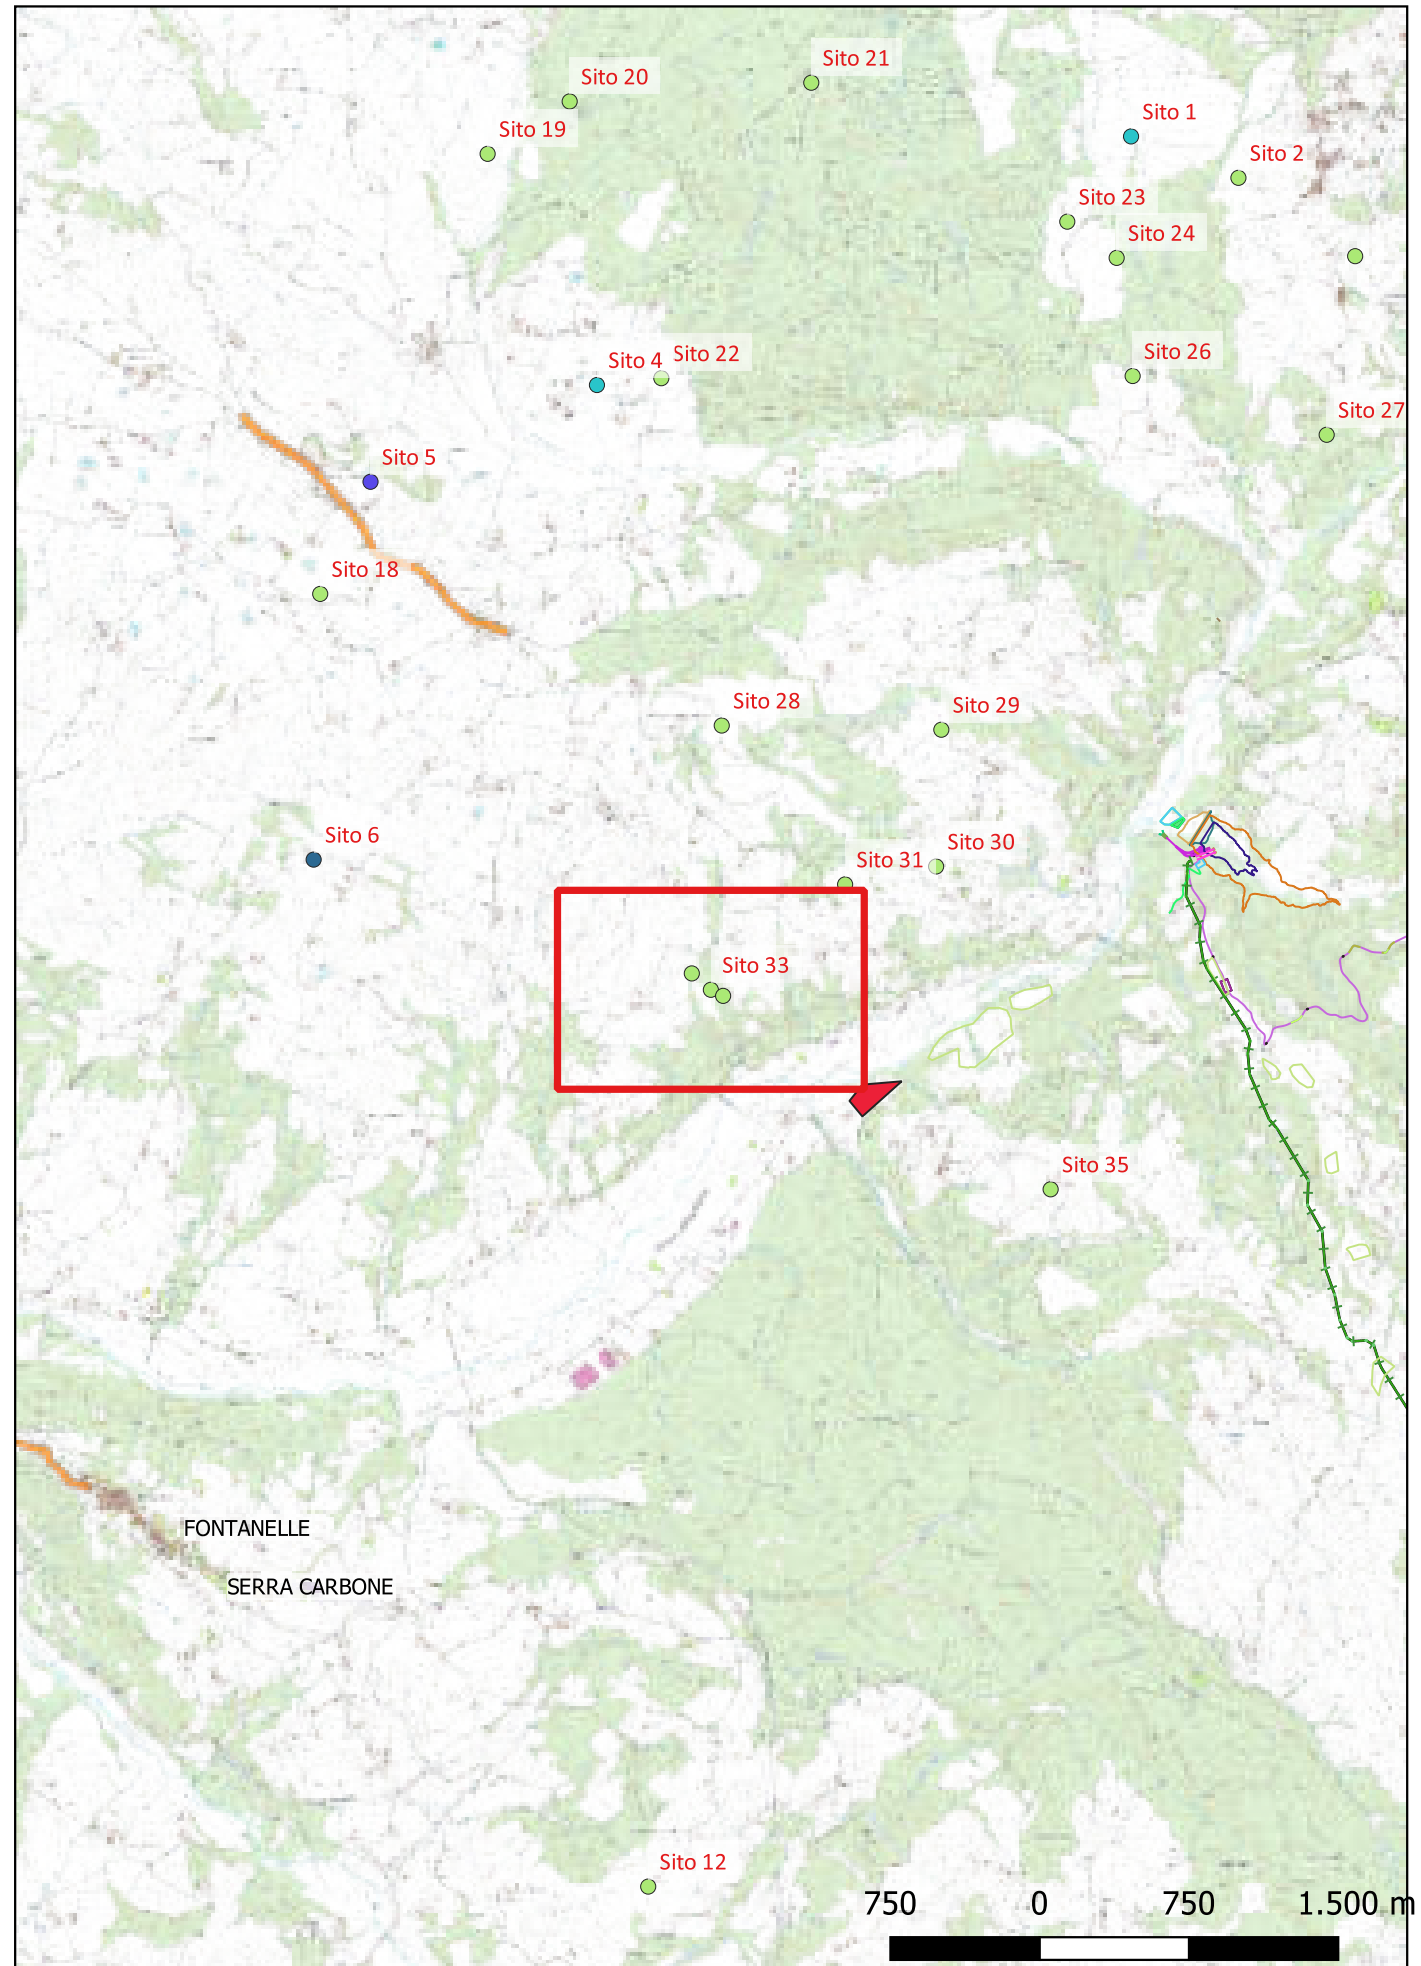 Sito 21
Sito 20
Sito 1
Sito 19
Sito 2
Sito 23
Sito 24
Sito 26
Sito 4
Sito 22
Sito 27
Sito 5
Sito 18
Sito 28
Sito 29
Sito 6
Sito 30
Sito 31
Sito 33
Sito 35
FONTANELLE
SERRA CARBONE
Sito 12
750 0 750 1.500 m